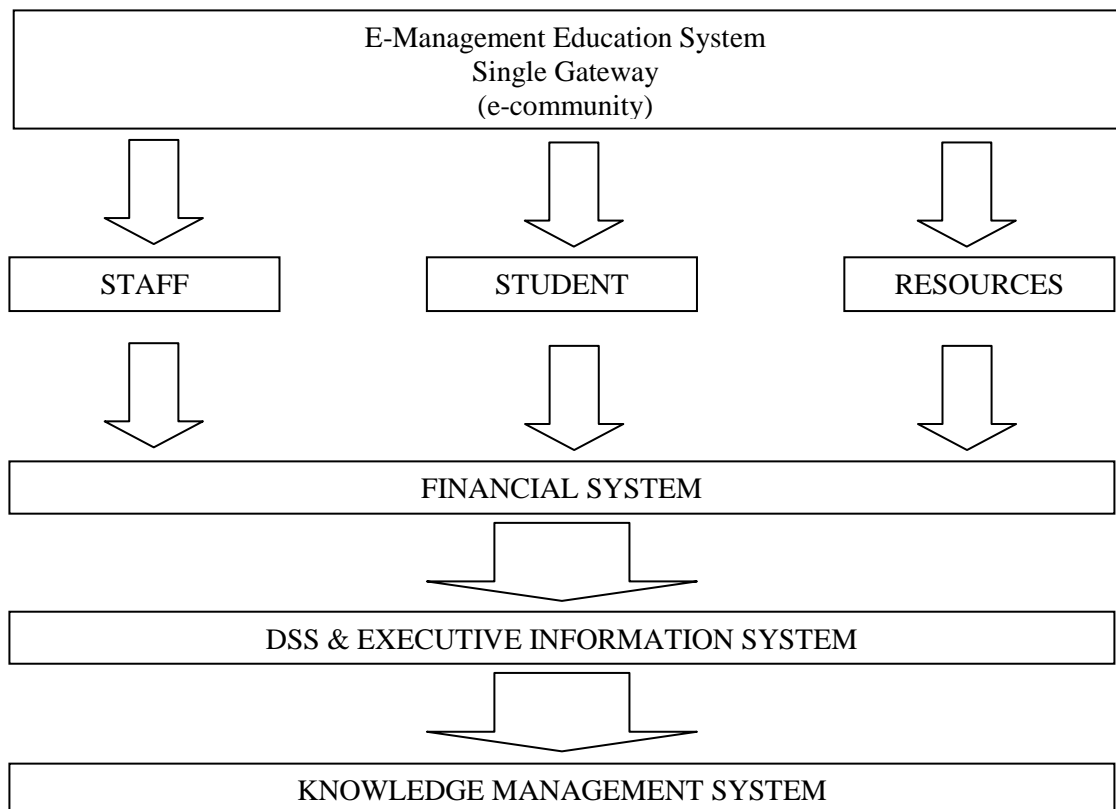 E-Management Education System
Single Gateway
(e-community)
STAFF
STUDENT
RESOURCES
FINANCIAL SYSTEM
DSS & EXECUTIVE INFORMATION SYSTEM
KNOWLEDGE MANAGEMENT SYSTEM